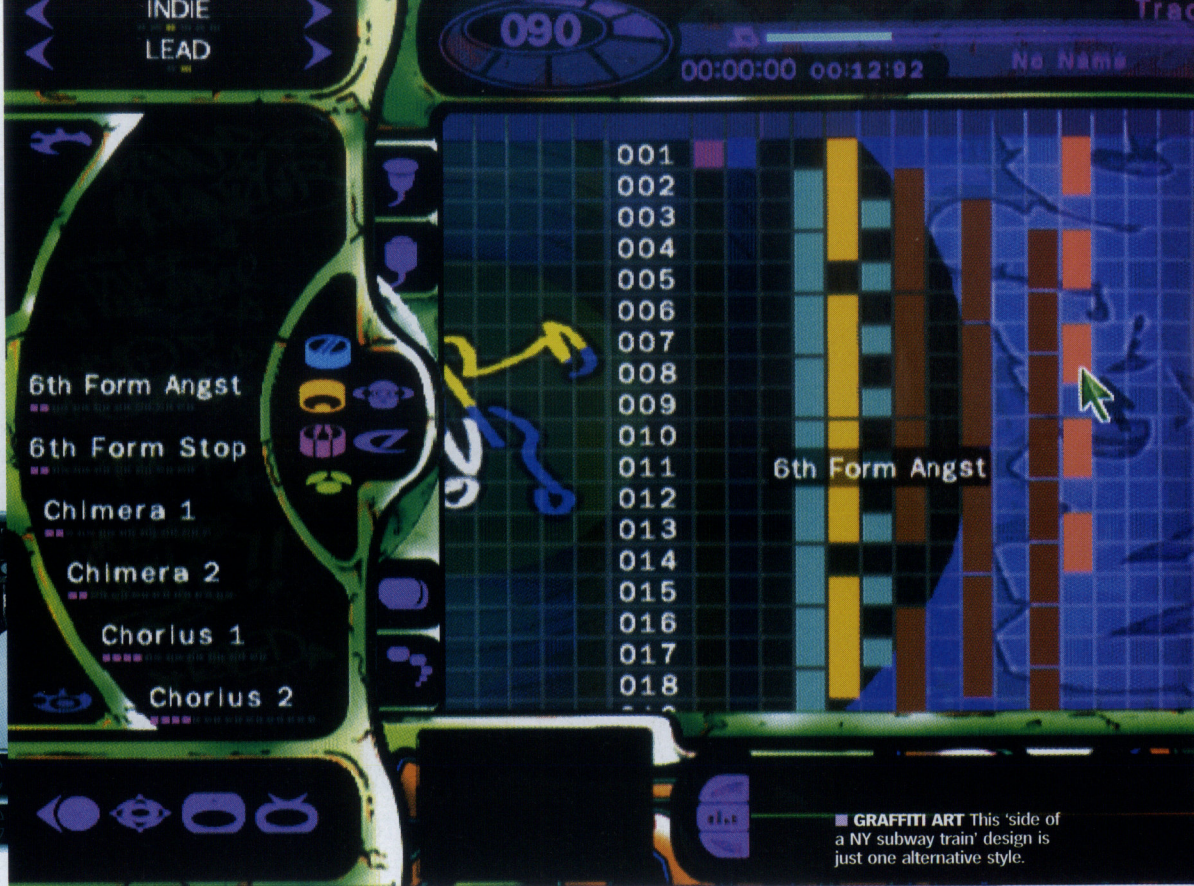 INDIE
LEAD
090
Trac
00:00:00 00:12:92
No Name
001
002
003
004
005
006
007
008
009
010
011
012
013
014
015
016
017
018
6th Form Angst
6th Form Angst
6th Form Stop
Chimera 1
Chimera 2
Chorius 1
Chorius 2
GRAFFITI ART This ‘side of
a NY subway train’ design is
just one alternative style.